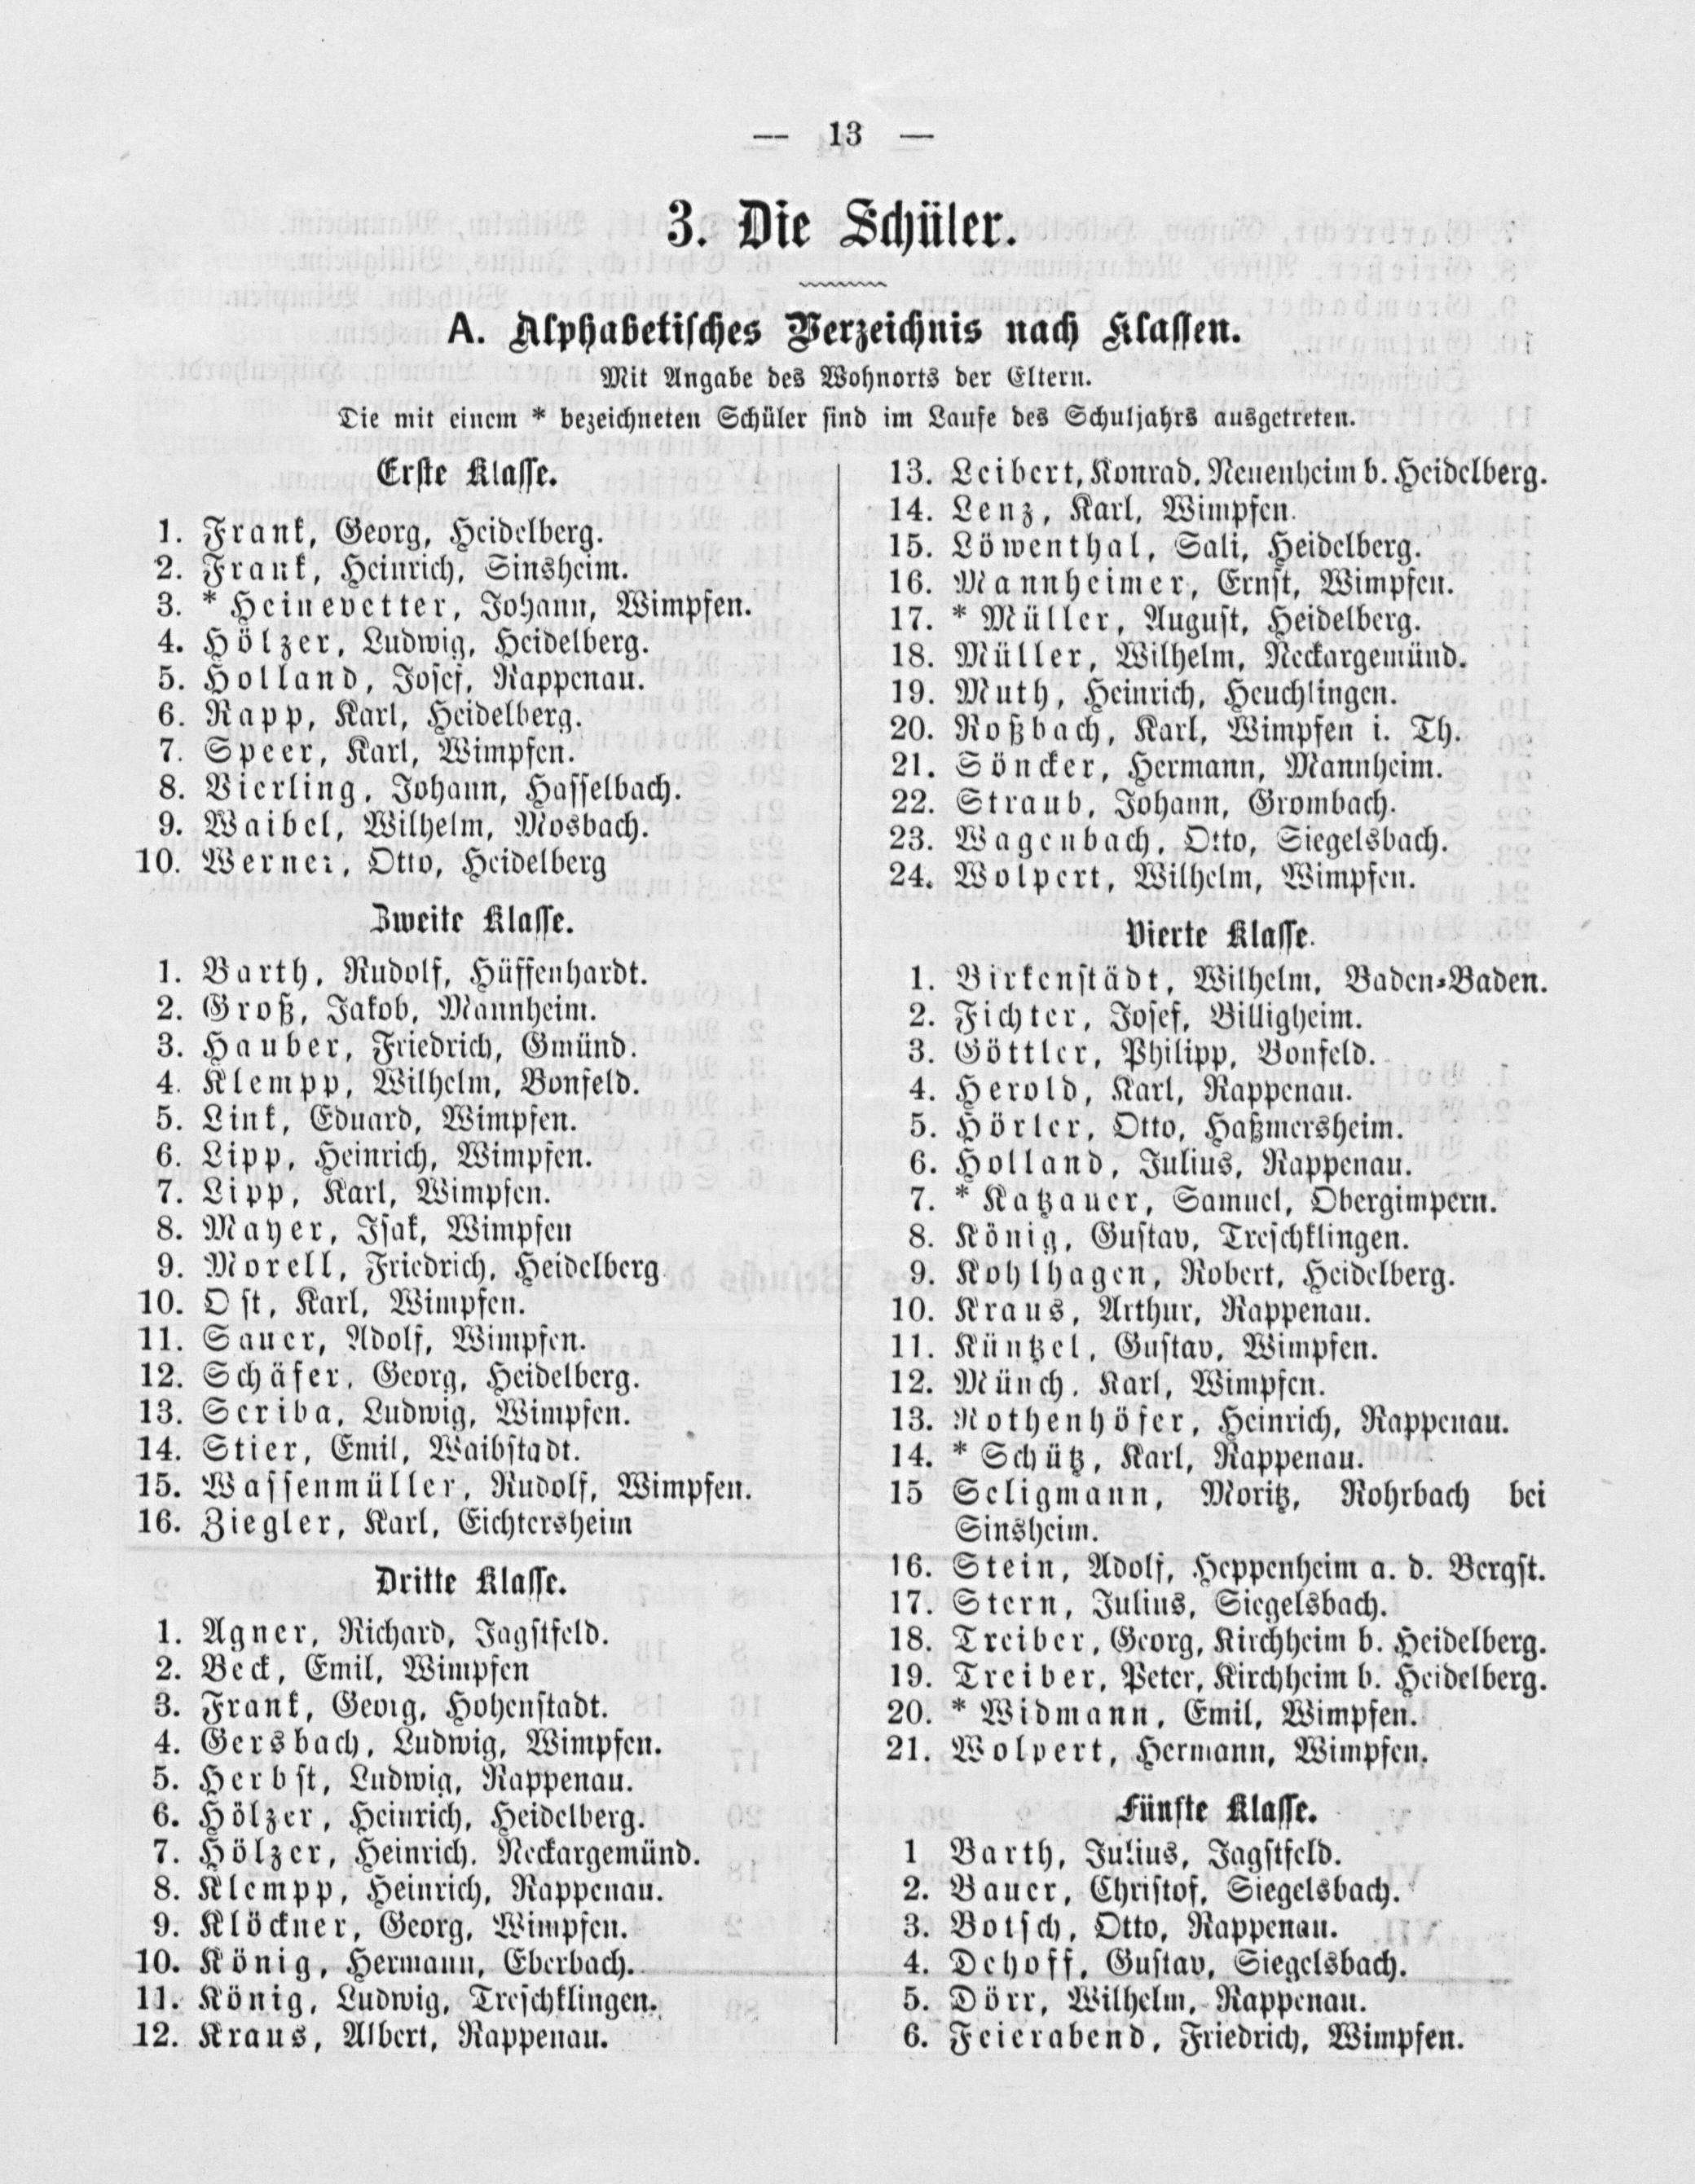 — 13 —
3. Die Schüler.
A. Alphabetisches Verzeichnis nach Klassen.
Mit Angabe des Wohnorts der Eltern.
Die mit einem * bezeichneten Schüler sind im Laufe des Schuljahrs ausgetreten.
Erste Klasse.
1. Frank, Georg, Heidelberg.
2. Frank, Heinrich, Sinsheim.
3. * Heinevetter, Johann, Wimpfen.
4. Hölzer, Ludwig, Heidelberg.
5. Holland, Josef, Rappenau.
6. Rapp, Karl, Heidelberg.
7. Speer, Karl, Wimpfen.
8. Vierling, Johann, Hasselbach.
9. Waibel, Wilhelm, Mosbach.
10. Werner, Otto, Heidelberg
Zweite Klasse.
1. Barth, Rudolf, Hüffenhardt.
2. Groß, Jakob, Mannheim.
3. Hauber, Friedrich, Gmünd.
4. Klempp, Wilhelm, Bonfeld.
5. Link, Eduard, Wimpfen.
6. Lipp, Heinrich, Wimpfen.
7. Lipp, Karl, Wimpfen.
8. Mayer, Isak, Wimpfen
9. Morell, Friedrich, Heidelberg
10. Ost, Karl, Wimpfen.
11. Sauer, Adolf, Wimpfen.
12. Schäfer, Georg, Heidelberg.
13. Scriba, Ludwig, Wimpfen.
14. Stier, Emil, Waibstadt.
15. Wassenmüller, Rudolf, Wimpfen.
16. Ziegler, Karl, Eichtersheim
Dritte Klasse.
1. Agner, Richard, Jagstfeld.
2. Beck, Emil, Wimpfen
3. Frank, Georg, Hohenstadt.
4. Gersbach, Ludwig, Wimpfen.
5. Herbst, Ludwig, Rappenau.
6. Hölzer, Heinrich, Heidelberg.
7. Hölzer, Heinrich, Neckargemünd.
8. Klempp, Heinrich, Rappenau.
9. Klöckner, Georg, Wimpfen.
10. König, Hermann, Eberbach.
11. König, Ludwig, Treschklingen.
12. Kraus, Albert, Rappenau.
13. Leibert, Konrad, Neuenheim b. Heidelberg.
14. Lenz, Karl, Wimpfen.
15. Löwenthal, Sali, Heidelberg.
16. Mannheimer, Ernst, Wimpfen.
17. * Müller, August, Heidelberg.
18. Müller, Wilhelm, Neckargemünd.
19. Muth, Heinrich, Heuchlingen.
20. Roßbach, Karl, Wimpfen i. Th.
21. Söncker, Hermann, Mannheim.
22. Straub, Johann, Grombach.
23. Wagenbach, Otto, Siegelsbach.
24. Wolpert, Wilhelm, Wimpfen.
Vierte Klasse.
1. Birkenstädt, Wilhelm, Baden-Baden.
2. Fichter, Josef, Billigheim.
3. Göttler, Philipp, Bonfeld.
4. Herold, Karl, Rappenau.
5. Hörler, Otto, Haßmersheim.
6. Holland, Julius, Rappenau.
7. * Katzauer, Samuel, Obergimpern.
8. König, Gustav, Treschklingen.
9. Kohlhagen, Robert, Heidelberg.
10. Kraus, Arthur, Rappenau.
11. Küntzel, Gustav, Wimpfen.
12. Münch, Karl, Wimpfen.
13. Rothenhöfer, Heinrich, Rappenau.
14. * Schütz, Karl, Rappenau.
15 Seligmann, Moritz, Rohrbach bei
Sinsheim.
16. Stein, Adolf, Heppenheim a. d. Bergst.
17. Stern, Julius, Siegelsbach.
18. Treiber, Georg, Kirchheim b. Heidelberg.
19. Treiber, Peter, Kirchheim b. Heidelberg.
20. * Widmann, Emil, Wimpfen.
21. Wolpert, Hermann, Wimpfen.
Fünfte Klasse.
1 Barth, Julius, Jagstfeld.
2. Bauer, Christof, Siegelsbach.
3. Botsch, Otto, Rappenau.
4. Dehoff, Gustav, Siegelsbach.
5. Dörr, Wilhelm, Rappenau.
6. Feierabend, Friedrich, Wimpfen.